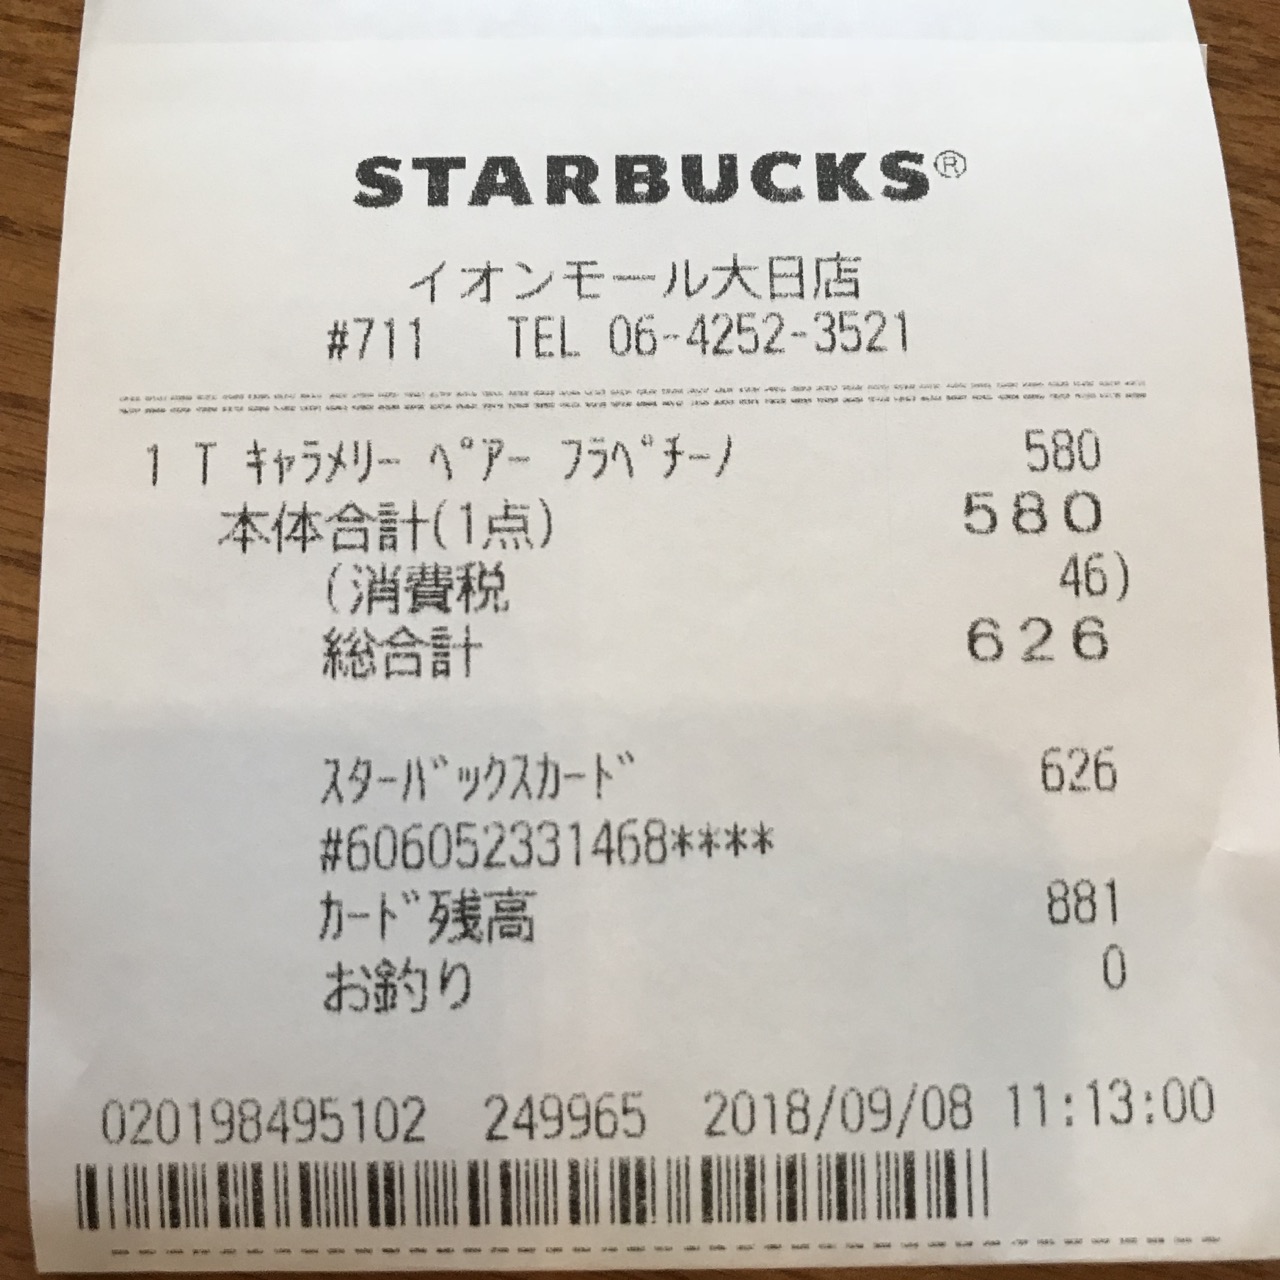 STARBUCKS®
イオンモール大日店
#711 TEL 06-4252-3521
1 T ｷｬﾗﾒﾘｰ ﾍﾟｱｰ ﾌﾗﾍﾟﾁｰﾉ 580
本体合計(1点) 580
(消費税 46)
総合計 626
ｽﾀｰﾊﾞｯｸｽｶｰﾄﾞ 626
#606052331468****
ｶｰﾄﾞ残高 881
お釣り 0
020198495102 249965 2018/09/08 11:13:00